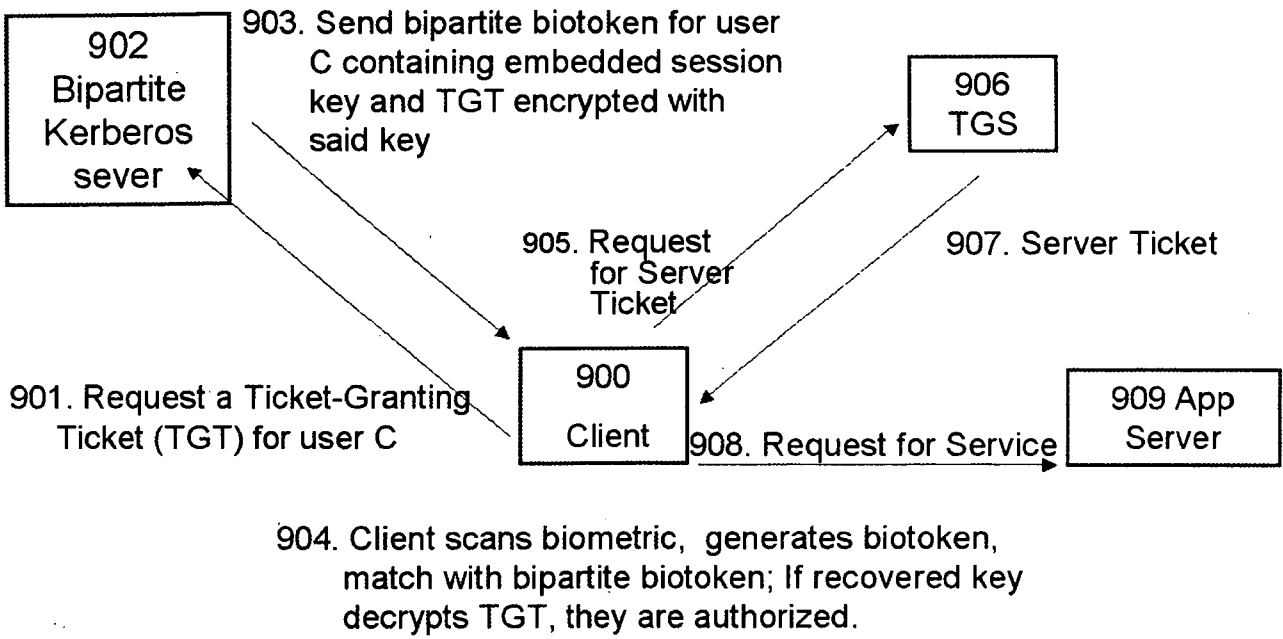 902
Bipartite
Kerberos
sever
903. Send bipartite biotoken for user
C containing embedded session
key and TGT encrypted with
said key
906
TGS
905. Request
for Server
Ticket
907. Server Ticket
901. Request a Ticket-Granting
Ticket (TGT) for user C
900
Client
908. Request for Service
909 App
Server
904. Client scans biometric, generates biotoken,
match with bipartite biotoken; If recovered key
decrypts TGT, they are authorized.